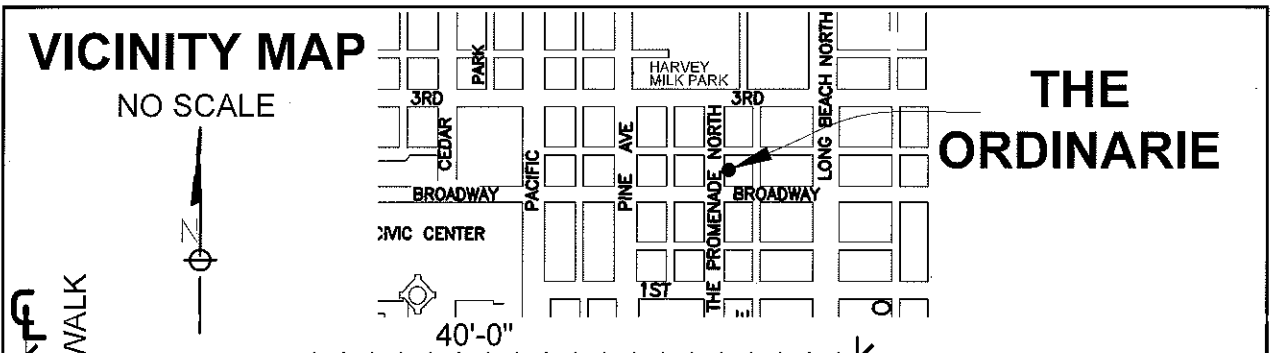 VICINITY MAP
NO SCALE
N
THE
ORDINARIE
PARK
HARVEY
MILK PARK
3RD
3RD
CEDAR
PACIFIC
PINE AVE
THE PROMENADE NORTH
LONG BEACH NORTH
BROADWAY
BROADWAY
CIVIC CENTER
1ST
40'-0"
WALK